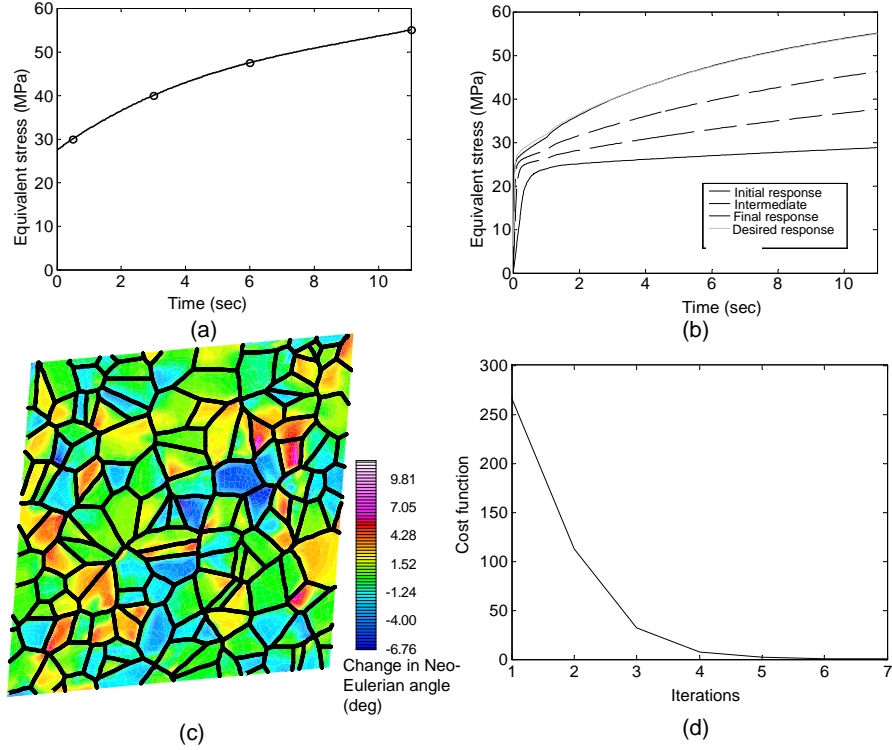 60
50
40
30
20
10
0
Equivalent stress (MPa)
0 2 4 6 8 10
Time (sec)
(a)
60
50
40
30
20
10
0
Equivalent stress (MPa)
Initial response
Intermediate
Final response
Desired response
0 2 4 6 8 10
Time (sec)
(b)
9.81
7.05
4.28
1.52
-1.24
-4.00
-6.76
Change in Neo-
Eulerian angle
(deg)
(c)
300
250
200
150
100
50
0
Cost function
1 2 3 4 5 6 7
Iterations
(d)